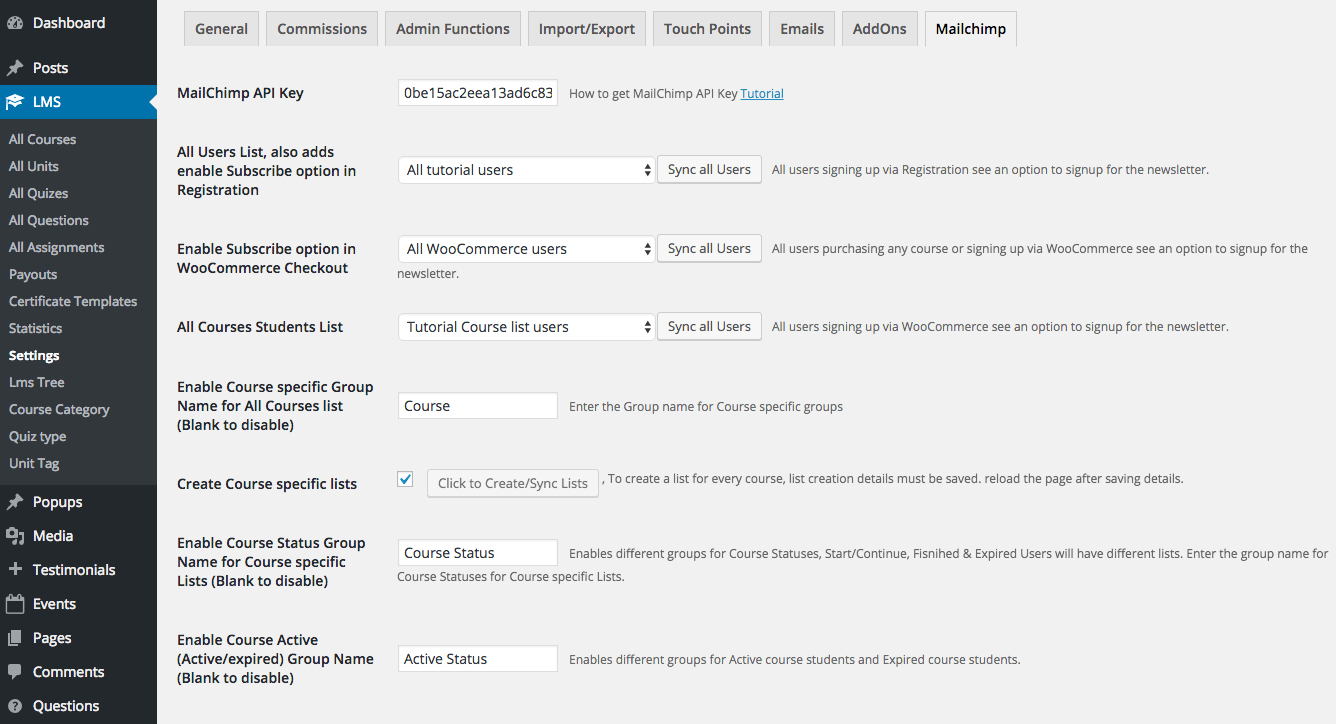 Dashboard
Posts
LMS
All Courses
All Units
All Quizes
All Questions
All Assignments
Payouts
Certificate Templates
Statistics
Settings
Lms Tree
Course Category
Quiz type
Unit Tag
Popups
Media
Testimonials
Events
Pages
Comments
Questions
General Commissions Admin Functions Import/Export Touch Points Emails AddOns Mailchimp
MailChimp API Key 0be15ac2eea13ad6c83 How to get MailChimp API Key Tutorial
All Users List, also adds
enable Subscribe option in
Registration
All tutorial users Sync all Users All users signing up via Registration see an option to signup for the newsletter.
Enable Subscribe option in
WooCommerce Checkout
All WooCommerce users Sync all Users All users purchasing any course or signing up via WooCommerce see an option to signup for the
newsletter.
All Courses Students List Tutorial Course list users Sync all Users All users signing up via WooCommerce see an option to signup for the newsletter.
Enable Course specific Group
Name for All Courses list
(Blank to disable)
Course Enter the Group name for Course specific groups
Create Course specific lists Click to Create/Sync Lists , To create a list for every course, list creation details must be saved. reload the page after saving details.
Enable Course Status Group
Name for Course specific
Lists (Blank to disable)
Course Status Enables different groups for Course Statuses, Start/Continue, Fisnihed & Expired Users will have different lists. Enter the group name for
Course Statuses for Course specific Lists.
Enable Course Active
(Active/expired) Group Name
(Blank to disable)
Active Status Enables different groups for Active course students and Expired course students.